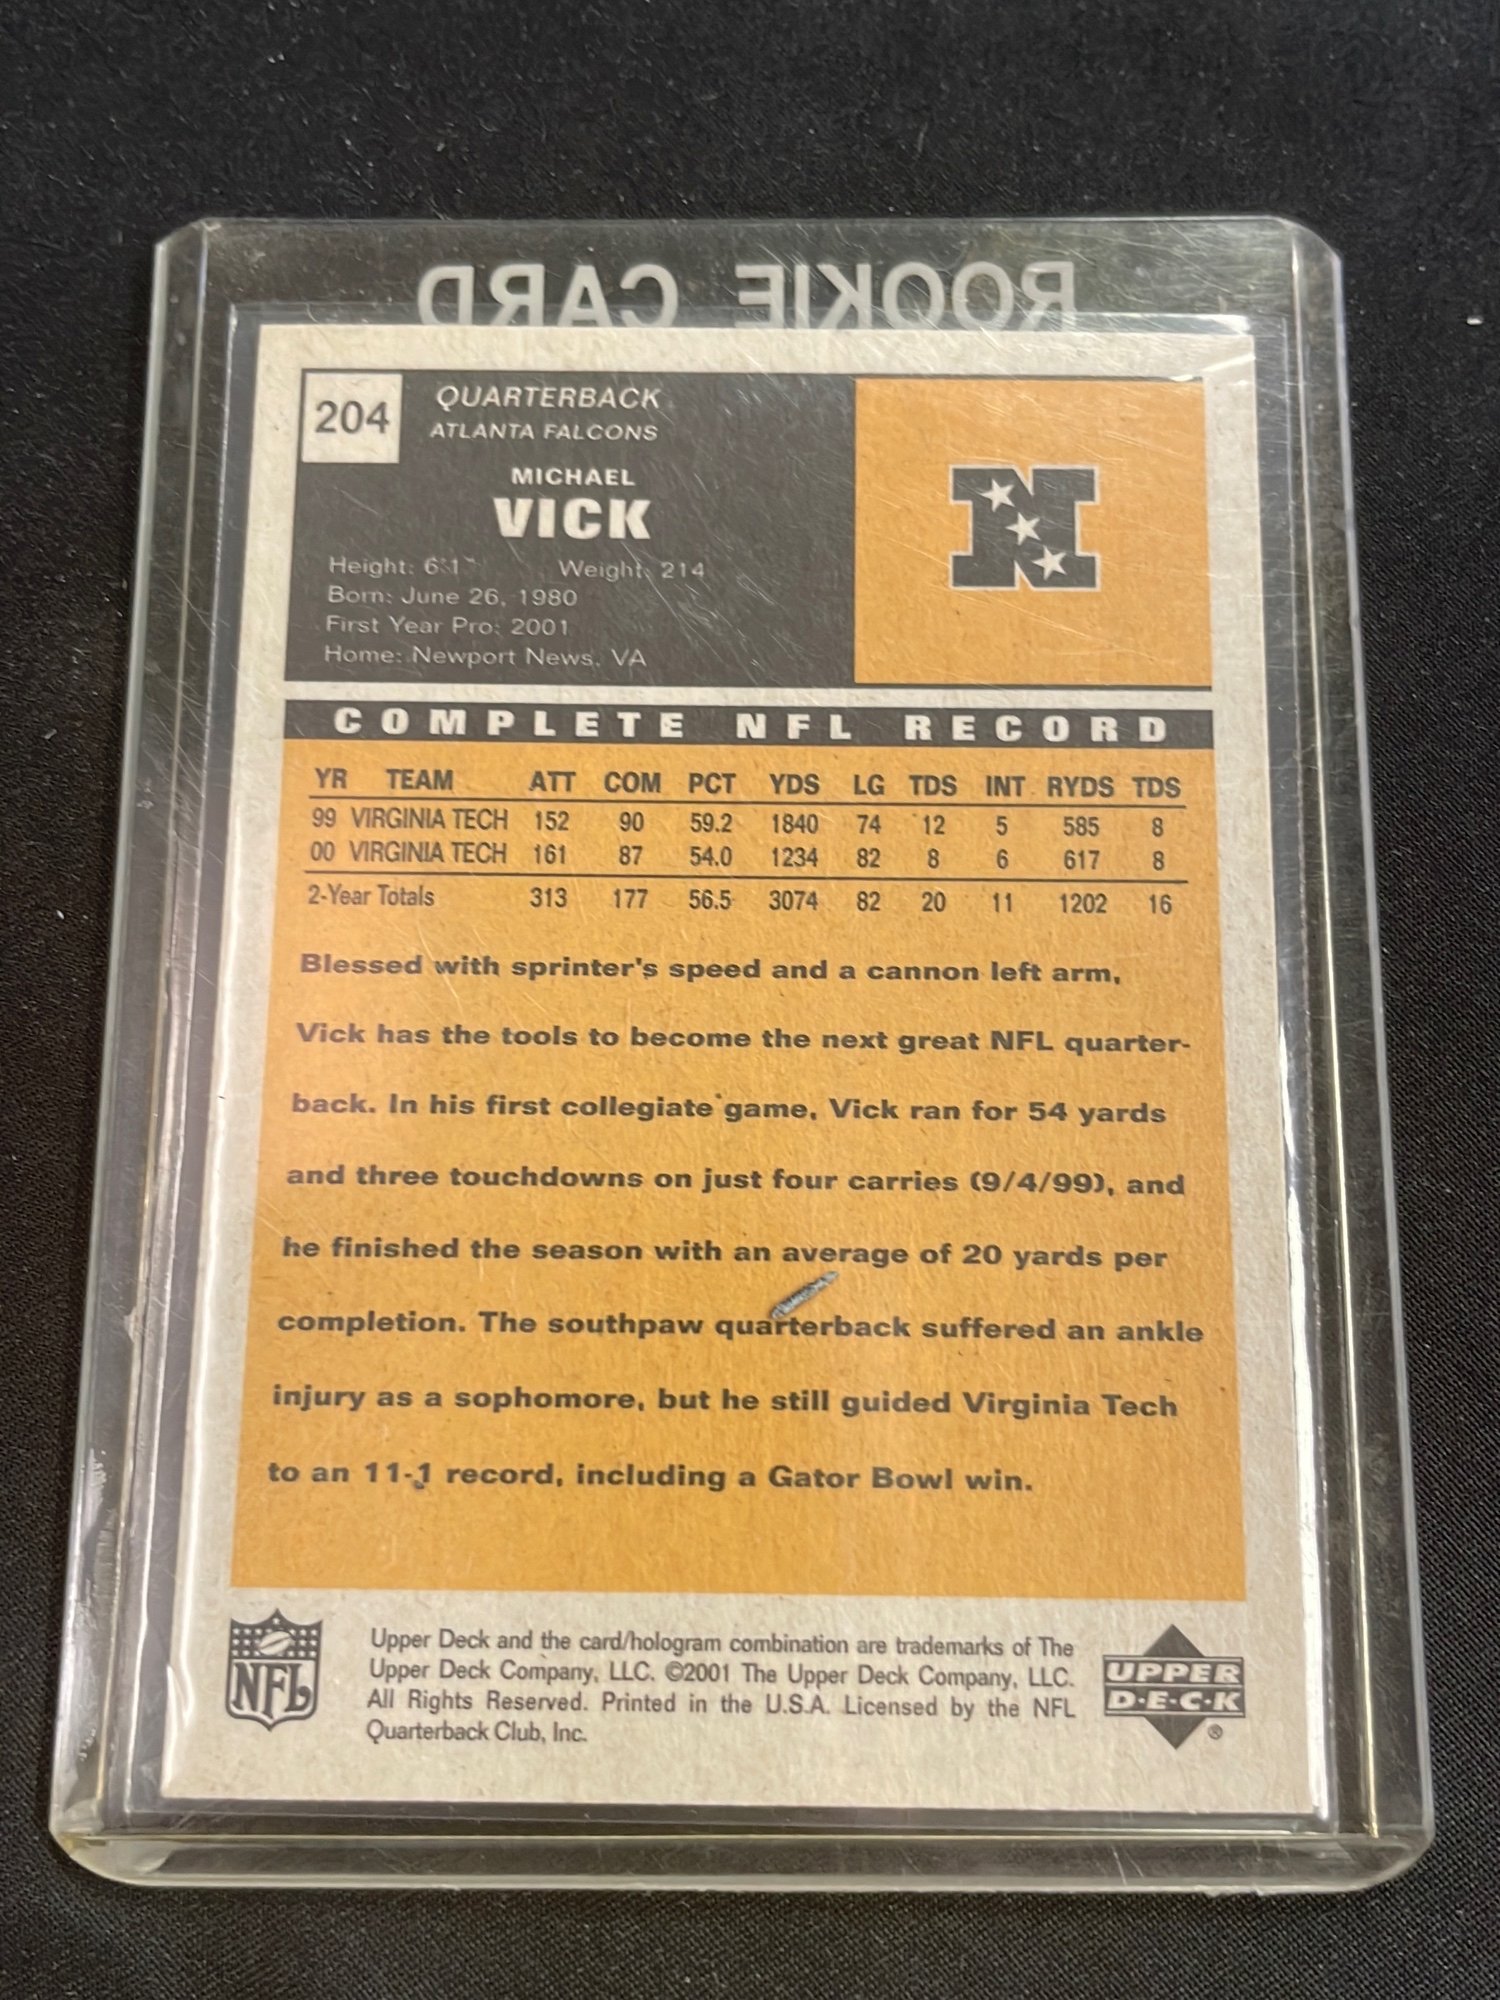 ROOKIE CARD
204
QUARTERBACK
ATLANTA FALCONS
MICHAEL
VICK
Height: 6'1" Weight: 214
Born: June 26, 1980
First Year Pro: 2001
Home: Newport News, VA
N
COMPLETE NFL RECORD
YR TEAM ATT COM PCT YDS LG TDS INT RYDS TDS
99 VIRGINIA TECH 152 90 59.2 1840 74 12 5 585 8
00 VIRGINIA TECH 161 87 54.0 1234 82 8 6 617 8
2-Year Totals 313 177 56.5 3074 82 20 11 1202 16
Blessed with sprinter's speed and a cannon left arm,
Vick has the tools to become the next great NFL quarter-
back. In his first collegiate game, Vick ran for 54 yards
and three touchdowns on just four carries (9/4/99), and
he finished the season with an average of 20 yards per
completion. The southpaw quarterback suffered an ankle
injury as a sophomore, but he still guided Virginia Tech
to an 11-1 record, including a Gator Bowl win.
NFL
Upper Deck and the card/hologram combination are trademarks of The
Upper Deck Company, LLC. ©2001 The Upper Deck Company, LLC.
All Rights Reserved. Printed in the U.S.A. Licensed by the NFL
Quarterback Club, Inc.
UPPER
D·E·C·K
®